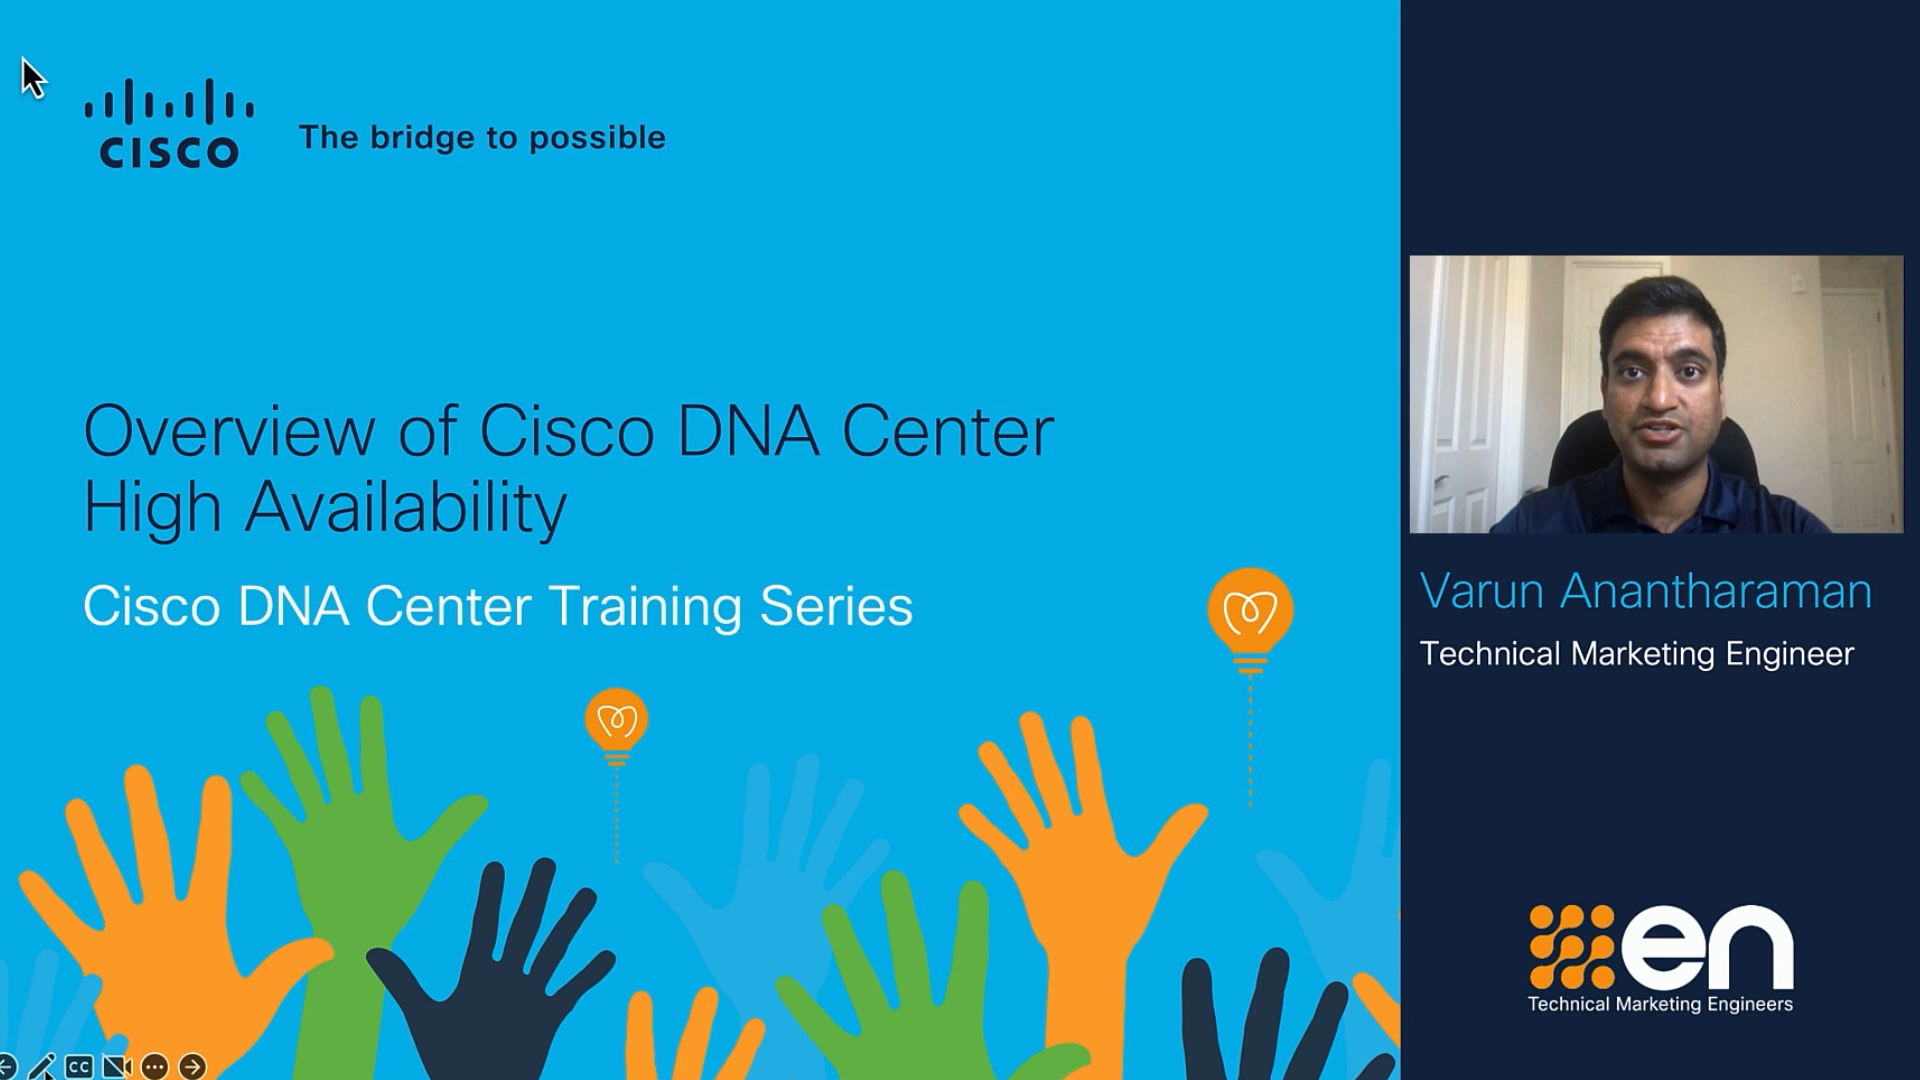 CISCO
The bridge to possible
Overview of Cisco DNA Center
High Availability
Cisco DNA Center Training Series
Varun Anantharaman
Technical Marketing Engineer
en
Technical Marketing Engineers
CC